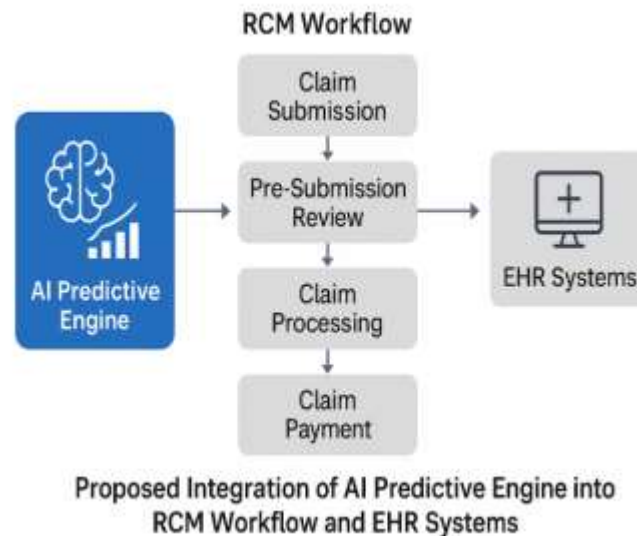 RCM Workflow
Claim
Submission
AI Predictive
Engine
Pre-Submission
Review
EHR Systems
Claim
Processing
Claim
Payment
Proposed Integration of AI Predictive Engine into
RCM Workflow and EHR Systems